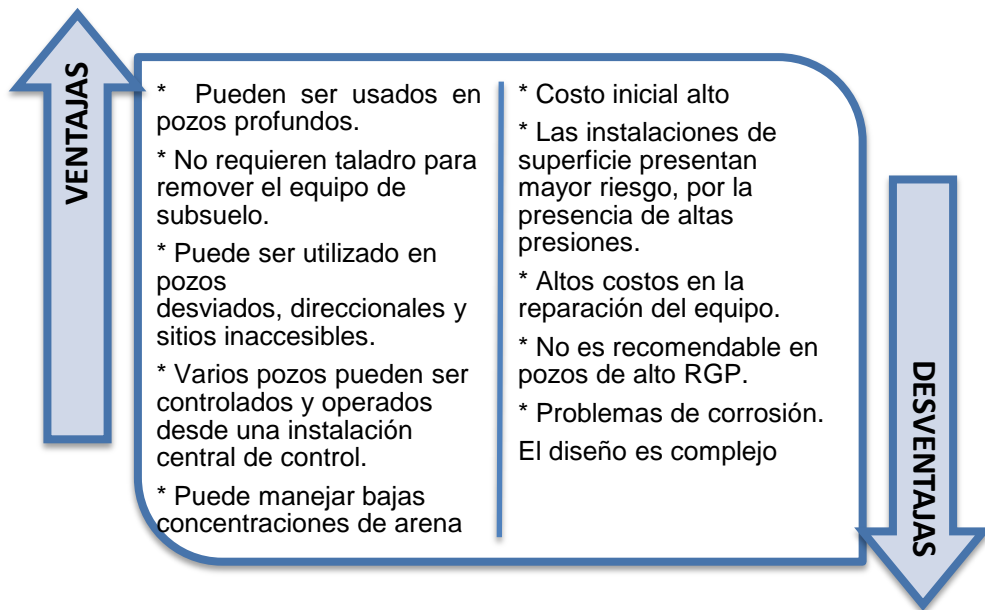 VENTAJAS
* Pueden ser usados en
pozos profundos.
* No requieren taladro para
remover el equipo de
subsuelo.
* Puede ser utilizado en
pozos
desviados, direccionales y
sitios inaccesibles.
* Varios pozos pueden ser
controlados y operados
desde una instalación
central de control.
* Puede manejar bajas
concentraciones de arena
* Costo inicial alto
* Las instalaciones de
superficie presentan
mayor riesgo, por la
presencia de altas
presiones.
* Altos costos en la
reparación del equipo.
* No es recomendable en
pozos de alto RGP.
* Problemas de corrosión.
El diseño es complejo
DESVENTAJAS